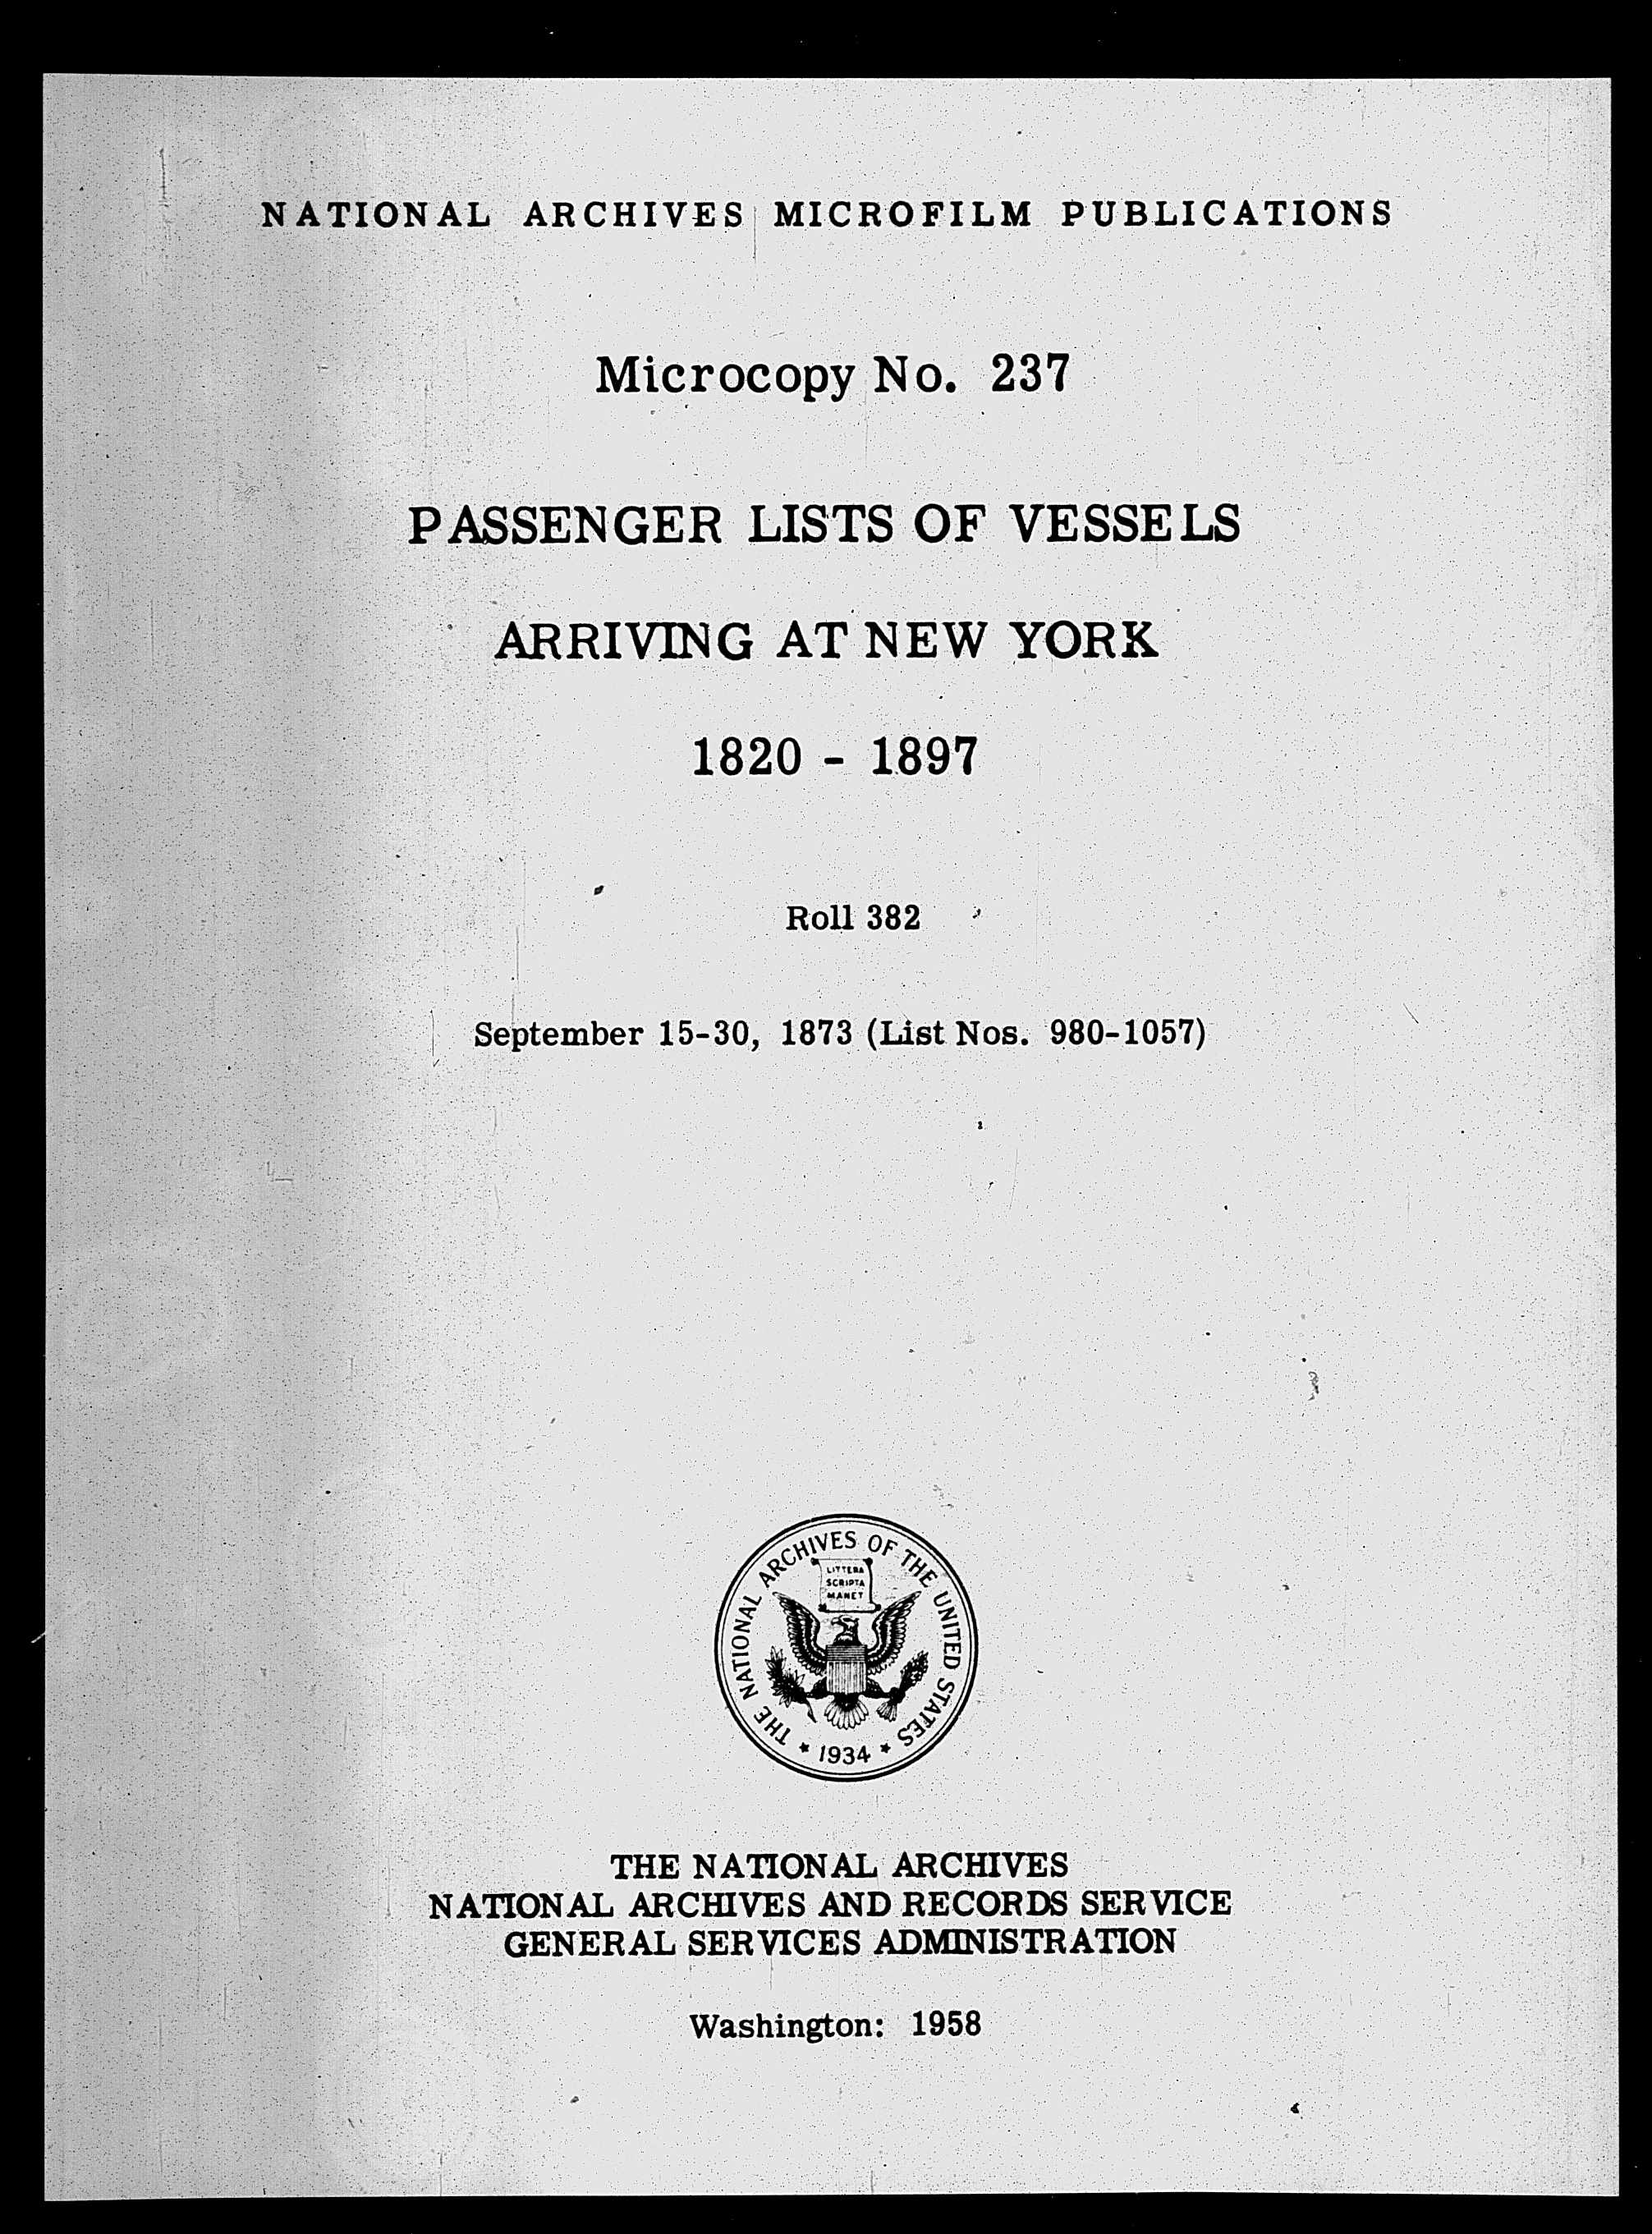 NATIONAL ARCHIVES MICROFILM PUBLICATIONS
Microcopy No. 237
PASSENGER LISTS OF VESSELS
ARRIVING AT NEW YORK
1820 - 1897
Roll 382
September 15-30, 1873 (List Nos. 980-1057)
THE NATIONAL ARCHIVES OF THE UNITED STATES
LITTERA
SCRIPTA
MANET
★ 1934 ★
THE NATIONAL ARCHIVES
NATIONAL ARCHIVES AND RECORDS SERVICE
GENERAL SERVICES ADMINISTRATION
Washington: 1958